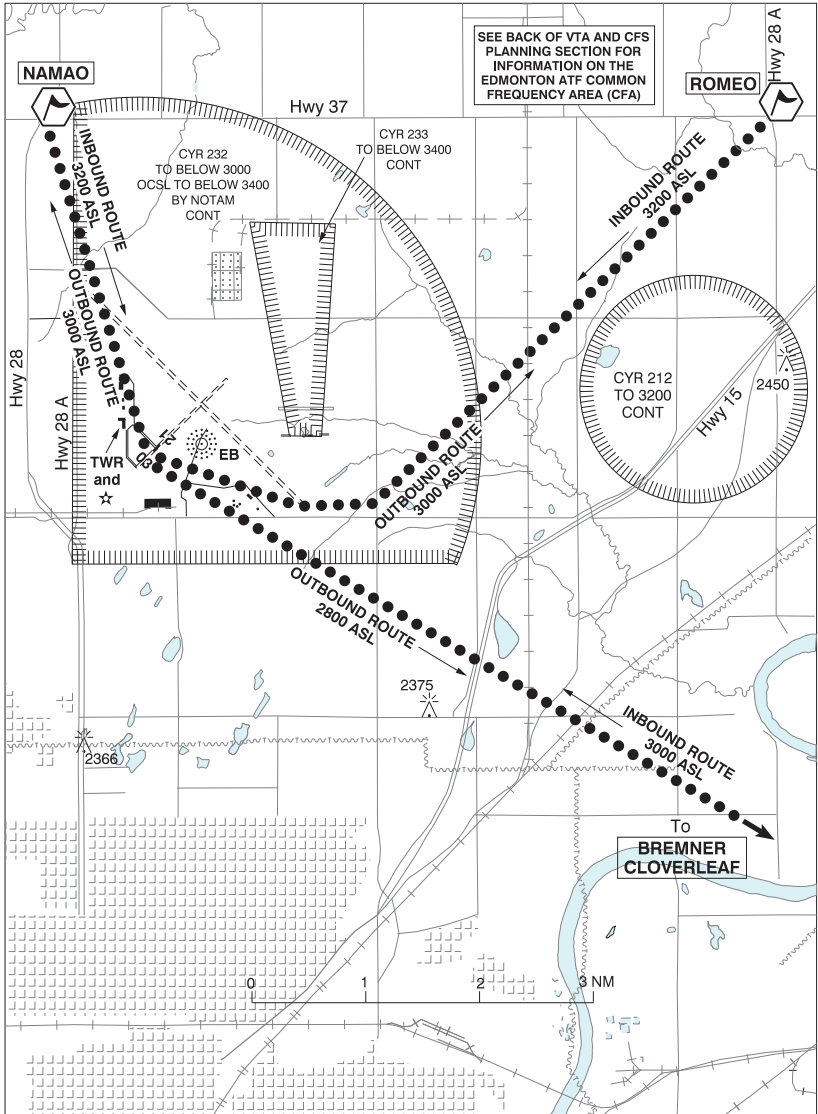 SEE BACK OF VTA AND CFS
PLANNING SECTION FOR
INFORMATION ON THE
EDMONTON ATF COMMON
FREQUENCY AREA (CFA)
Hwy 28 A
NAMAO
ROMEO
Hwy 37
CYR 233
TO BELOW 3400
CONT
CYR 232
TO BELOW 3000
OCSL TO BELOW 3400
BY NOTAM
CONT
INBOUND ROUTE
3200 ASL
INBOUND ROUTE
3200 ASL
OUTBOUND ROUTE
3000 ASL
Hwy 28
Hwy 28 A
CYR 212
TO 3200
CONT
2450
Hwy 15
12
03
EB
TWR
and
OUTBOUND ROUTE
3000 ASL
OUTBOUND ROUTE
2800 ASL
2375
2366
INBOUND ROUTE
3000 ASL
To
BREMNER
CLOVERLEAF
0 1 2 3 NM